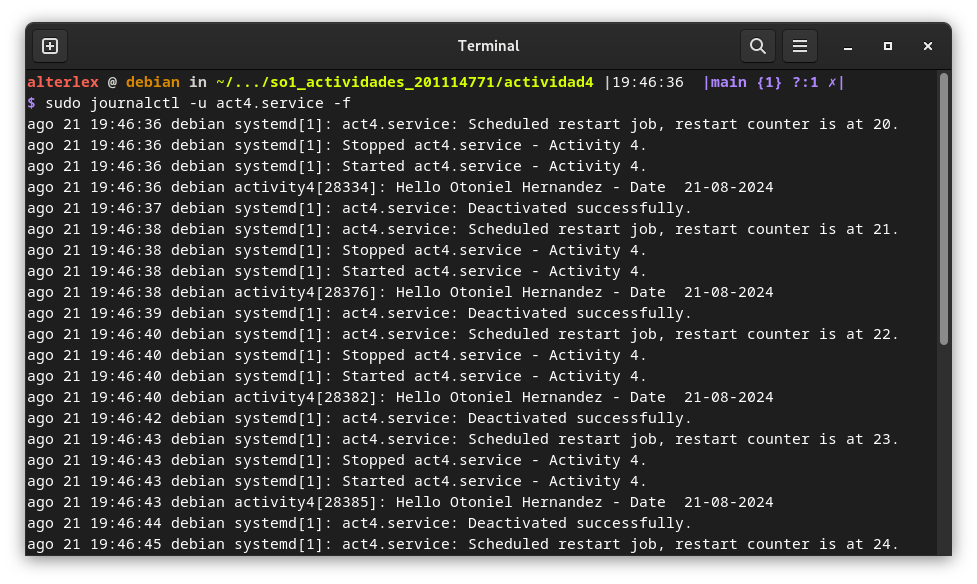 Terminal
alterlex @ debian in ~/.../so1_actividades_201114771/actividad4 |19:46:36  |main {1} ?:1 ✗|
$ sudo journalctl -u act4.service -f
ago 21 19:46:36 debian systemd[1]: act4.service: Scheduled restart job, restart counter is at 20.
ago 21 19:46:36 debian systemd[1]: Stopped act4.service - Activity 4.
ago 21 19:46:36 debian systemd[1]: Started act4.service - Activity 4.
ago 21 19:46:36 debian activity4[28334]: Hello Otoniel Hernandez - Date  21-08-2024
ago 21 19:46:37 debian systemd[1]: act4.service: Deactivated successfully.
ago 21 19:46:38 debian systemd[1]: act4.service: Scheduled restart job, restart counter is at 21.
ago 21 19:46:38 debian systemd[1]: Stopped act4.service - Activity 4.
ago 21 19:46:38 debian systemd[1]: Started act4.service - Activity 4.
ago 21 19:46:38 debian activity4[28376]: Hello Otoniel Hernandez - Date  21-08-2024
ago 21 19:46:39 debian systemd[1]: act4.service: Deactivated successfully.
ago 21 19:46:40 debian systemd[1]: act4.service: Scheduled restart job, restart counter is at 22.
ago 21 19:46:40 debian systemd[1]: Stopped act4.service - Activity 4.
ago 21 19:46:40 debian systemd[1]: Started act4.service - Activity 4.
ago 21 19:46:40 debian activity4[28382]: Hello Otoniel Hernandez - Date  21-08-2024
ago 21 19:46:42 debian systemd[1]: act4.service: Deactivated successfully.
ago 21 19:46:43 debian systemd[1]: act4.service: Scheduled restart job, restart counter is at 23.
ago 21 19:46:43 debian systemd[1]: Stopped act4.service - Activity 4.
ago 21 19:46:43 debian systemd[1]: Started act4.service - Activity 4.
ago 21 19:46:43 debian activity4[28385]: Hello Otoniel Hernandez - Date  21-08-2024
ago 21 19:46:44 debian systemd[1]: act4.service: Deactivated successfully.
ago 21 19:46:45 debian systemd[1]: act4.service: Scheduled restart job, restart counter is at 24.